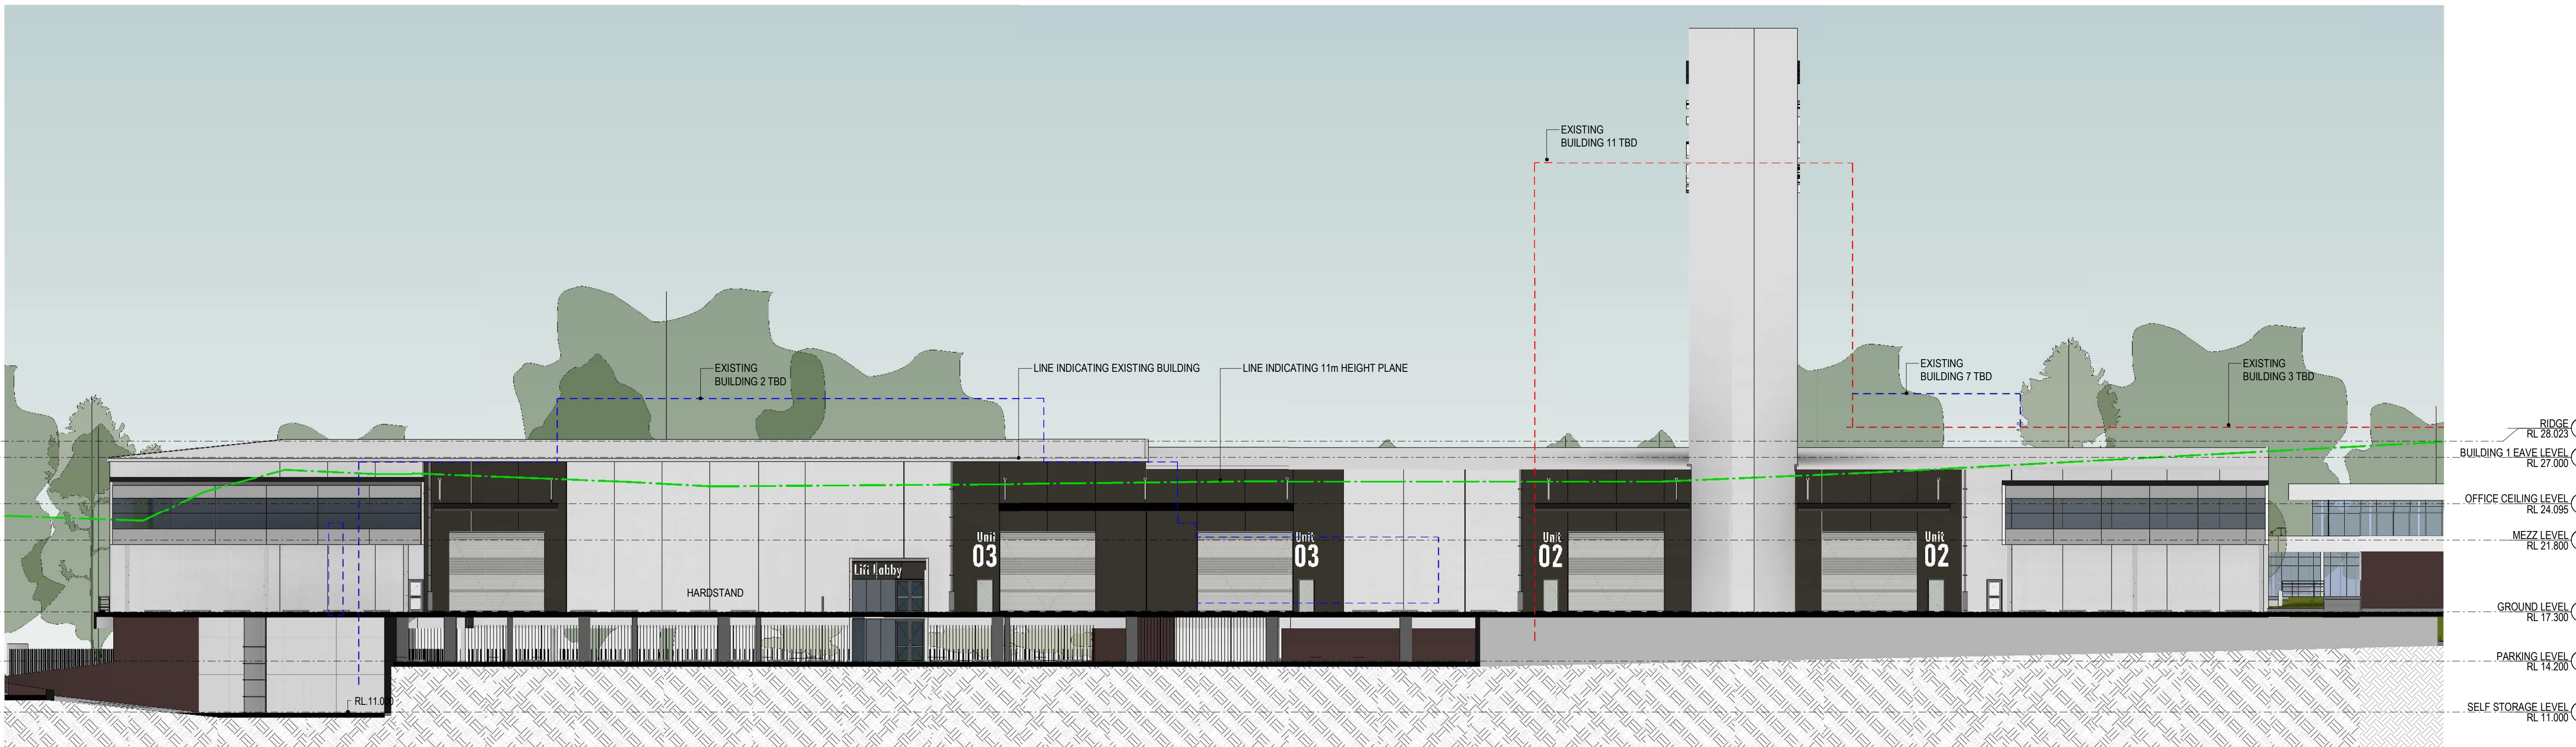 EXISTING
BUILDING 11 TBD
EXISTING
BUILDING 2 TBD
LINE INDICATING EXISTING BUILDING
LINE INDICATING 11m HEIGHT PLANE
EXISTING
BUILDING 7 TBD
EXISTING
BUILDING 3 TBD
RIDGE
RL 28.023
BUILDING 1 EAVE LEVEL
RL 27.000
OFFICE CEILING LEVEL
RL 24.095
MEZZ LEVEL
RL 21.800
Unit
03
Unit
03
Unit
02
Unit
02
Lift Lobby
HARDSTAND
GROUND LEVEL
RL 17.300
PARKING LEVEL
RL 14.200
RL.11.000
SELF STORAGE LEVEL
RL 11.000